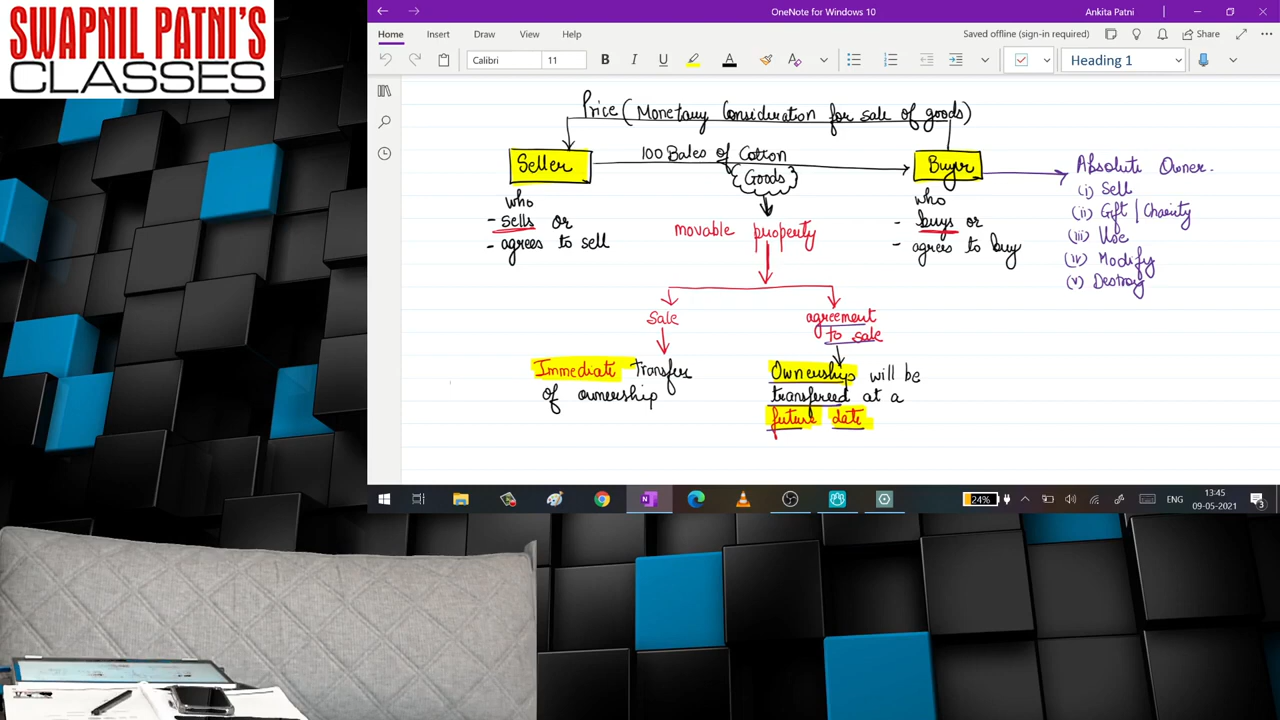 SWAPNIL PATNI'S
CLASSES
OneNote for Windows 10
Ankita Patni
Home Insert Draw View Help
Saved offline (sign-in required)
Share
Calibri 11 B I U A Heading 1
Price (Monetary Consideration for sale of goods)
Seller
100 Bales of Cotton
Buyer
Goods
who
- sells or
- agrees to sell
movable property
who
- buys or
- agrees to buy
Absolute Owner.
(i) Sell
(ii) Gift | Charity
(iii) Use
(iv) Modify
(v) Destroy
Sale
agreement
to sale
Immediate transfer
of ownership
Ownership will be
transferred at a
future date
24%
ENG
13:45
09-05-2021
3